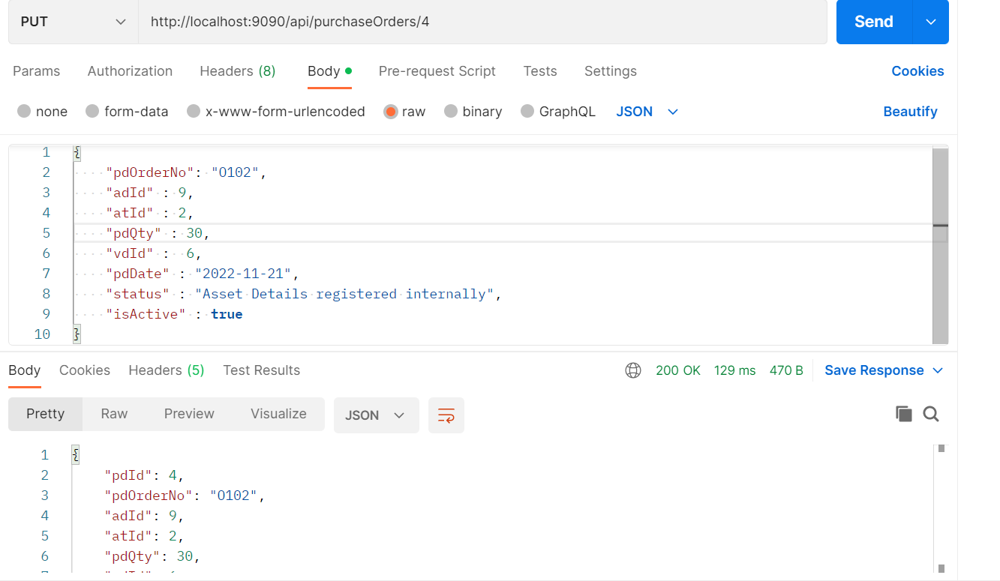 PUT http://localhost:9090/api/purchaseOrders/4 Send
Params Authorization Headers (8) Body Pre-request Script Tests Settings Cookies
none form-data x-www-form-urlencoded raw binary GraphQL JSON Beautify
1 {
2 "pdOrderNo": "O102",
3 "adId" : 9,
4 "atId" : 2,
5 "pdQty" : 30,
6 "vdId" : 6,
7 "pdDate" : "2022-11-21",
8 "status" : "Asset Details registered internally",
9 "isActive" : true
10 }
Body Cookies Headers (5) Test Results 200 OK 129 ms 470 B Save Response
Pretty Raw Preview Visualize JSON
1 {
2 "pdId": 4,
3 "pdOrderNo": "O102",
4 "adId": 9,
5 "atId": 2,
6 "pdQty": 30,